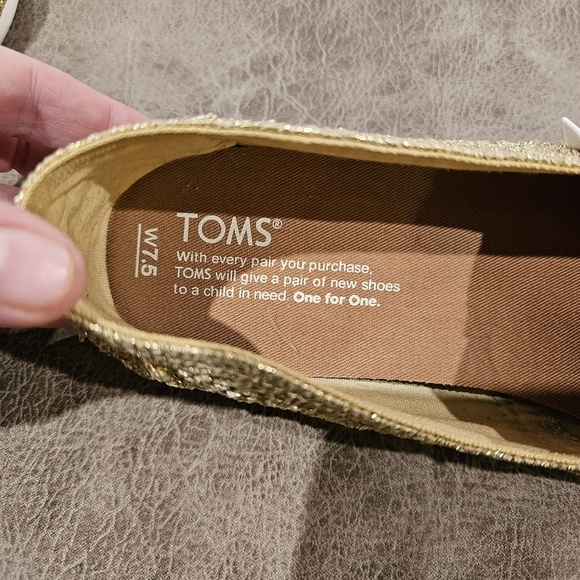 W7.5
TOMS®
With every pair you purchase,
TOMS will give a pair of new shoes
to a child in need. One for One.